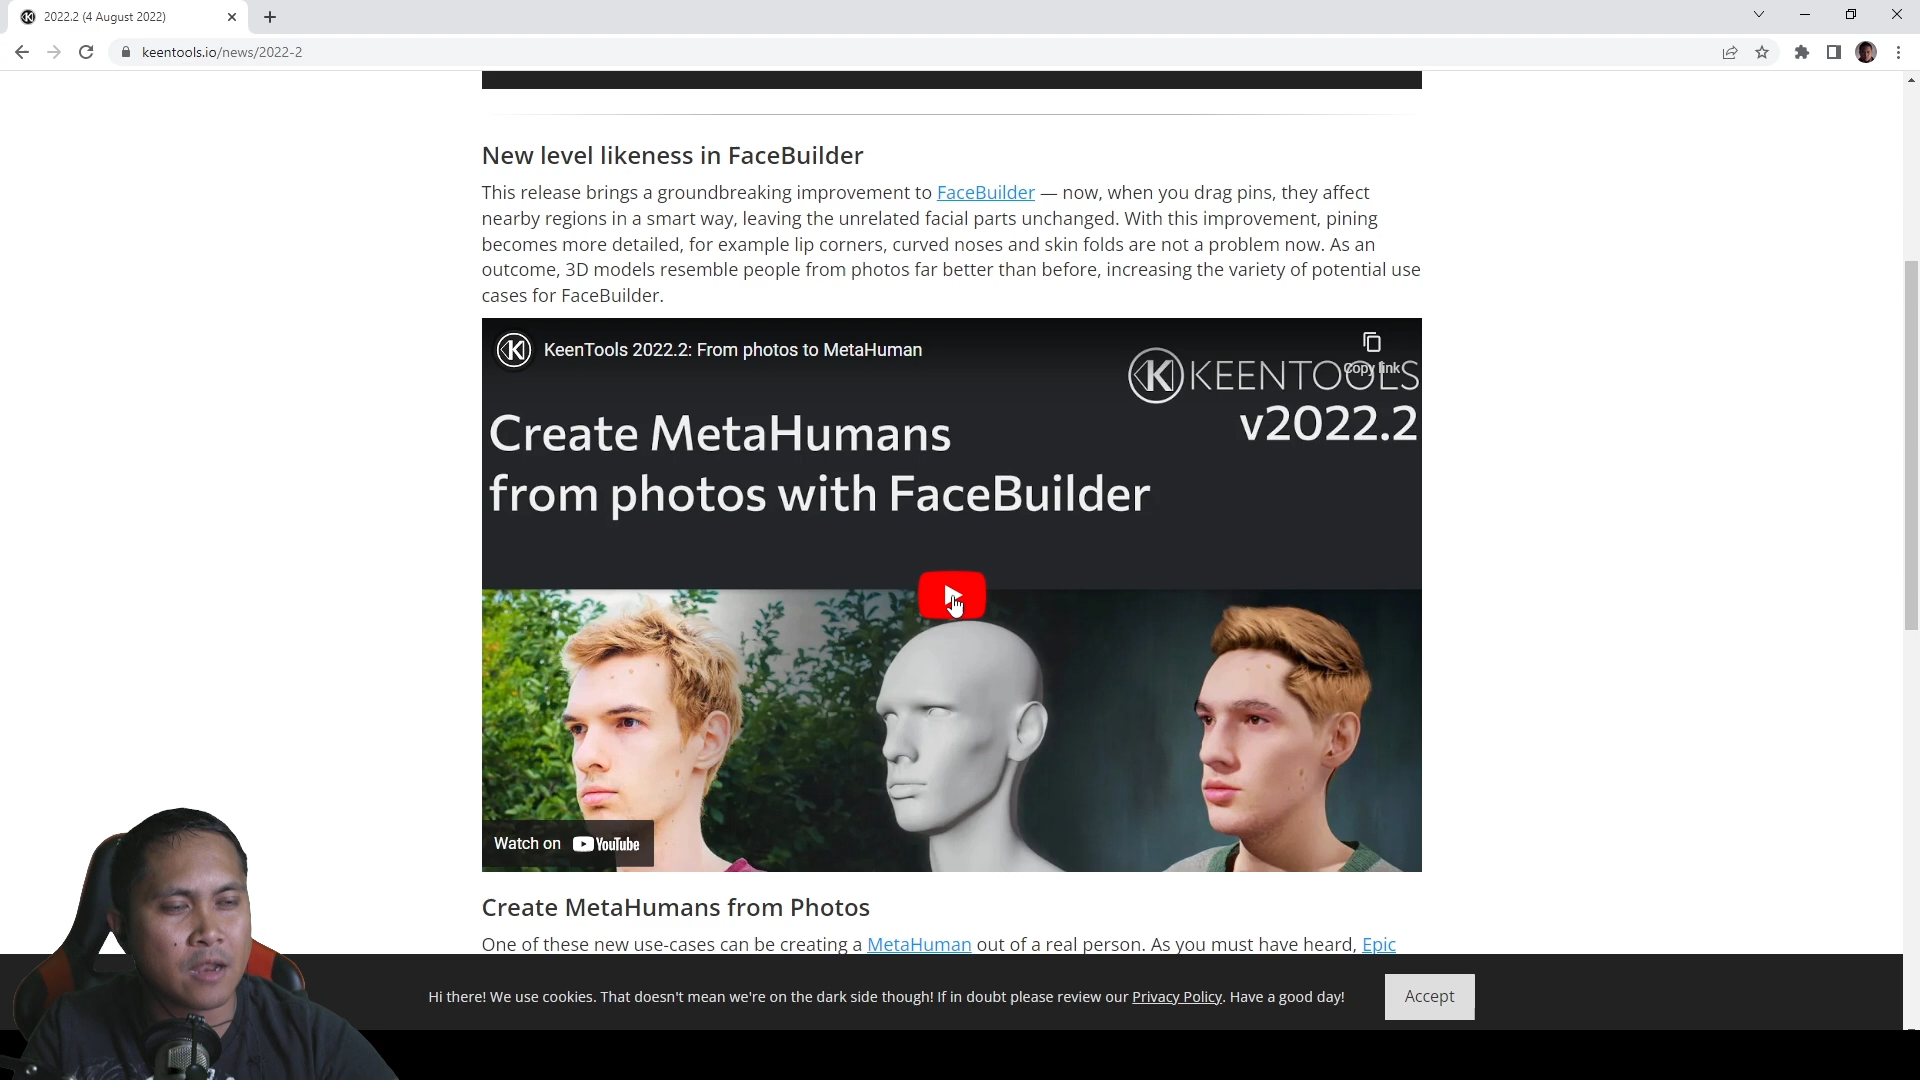 2022.2 (4 August 2022)
keentools.io/news/2022-2
New level likeness in FaceBuilder
This release brings a groundbreaking improvement to FaceBuilder — now, when you drag pins, they affect
nearby regions in a smart way, leaving the unrelated facial parts unchanged. With this improvement, pining
becomes more detailed, for example lip corners, curved noses and skin folds are not a problem now. As an
outcome, 3D models resemble people from photos far better than before, increasing the variety of potential use
cases for FaceBuilder.
KeenTools 2022.2: From photos to MetaHuman
Copy link
KEENTOOLS
v2022.2
Create MetaHumans
from photos with FaceBuilder
Watch on YouTube
Create MetaHumans from Photos
One of these new use-cases can be creating a MetaHuman out of a real person. As you must have heard, Epic
Hi there! We use cookies. That doesn't mean we're on the dark side though! If in doubt please review our Privacy Policy. Have a good day!
Accept